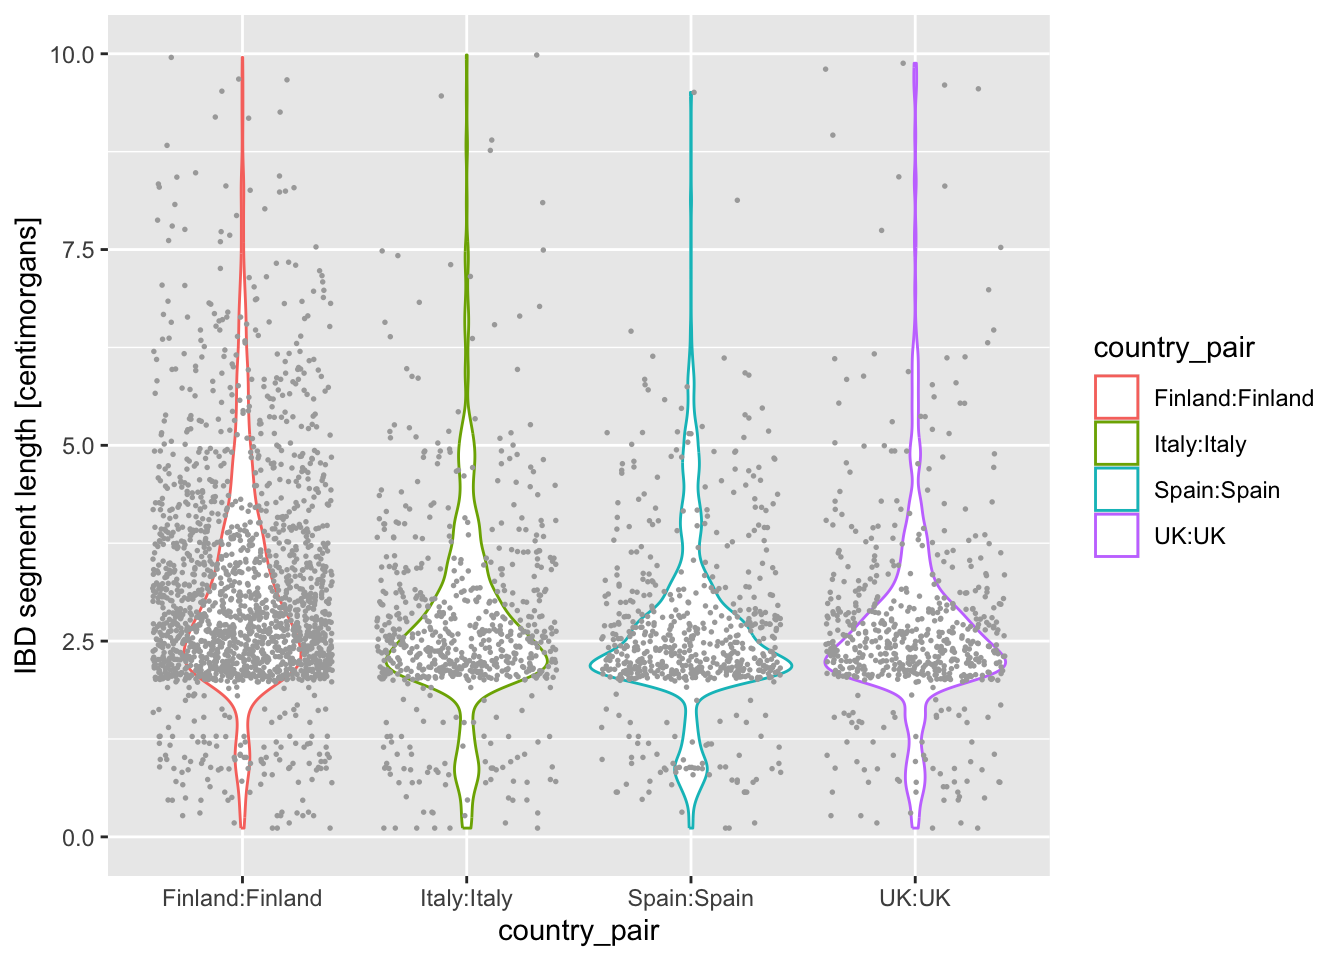 IBD segment length [centimorgans]
10.0
7.5
5.0
2.5
0.0
Finland:Finland
Italy:Italy
Spain:Spain
UK:UK
country_pair
country_pair
Finland:Finland
Italy:Italy
Spain:Spain
UK:UK